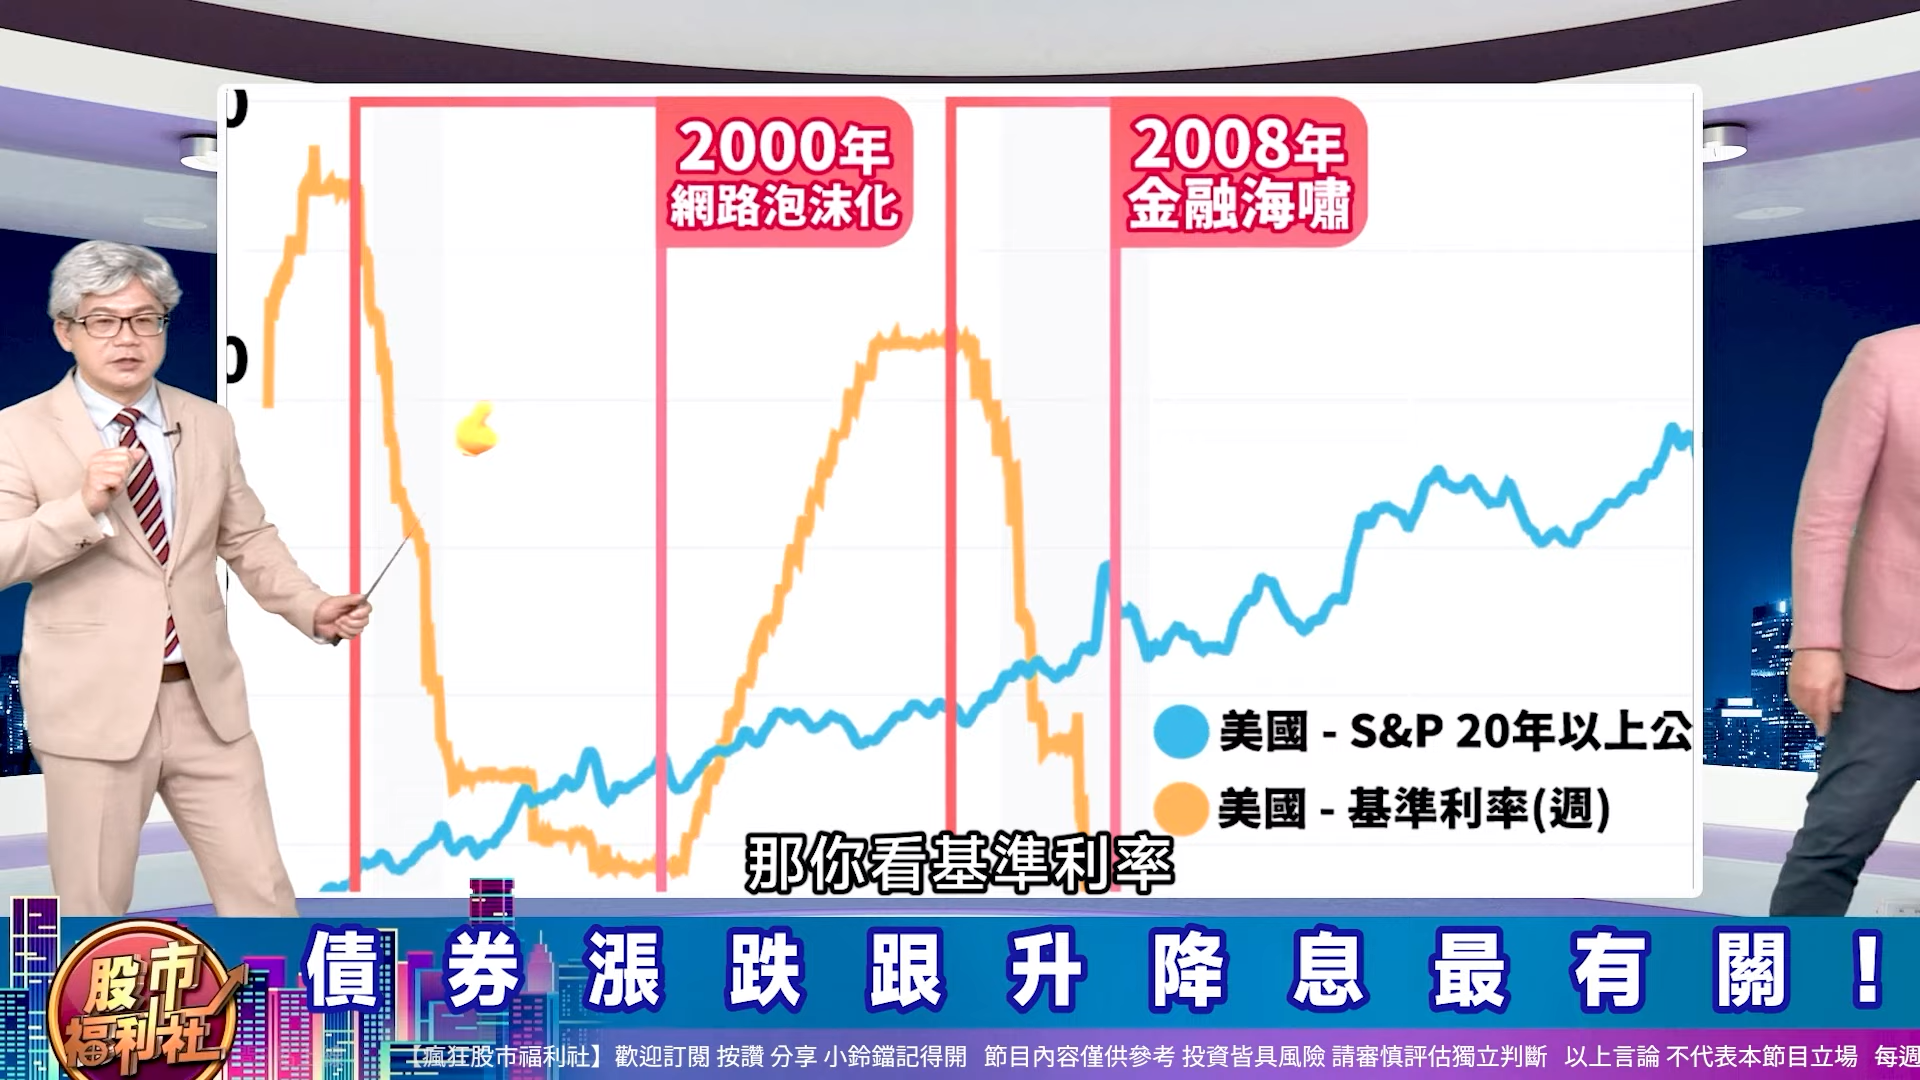 0
0
2000年
網路泡沫化
2008年
金融海嘯
美國 - S&P 20年以上公
美國 - 基準利率(週)
那你看基準利率
債券漲跌跟升降息最有關！
股市
福利社
【瘋狂股市福利社】歡迎訂閱 按讚 分享 小鈴鐺記得開 節目內容僅供參考 投資皆具風險 請審慎評估獨立判斷 以上言論 不代表本節目立場 每週